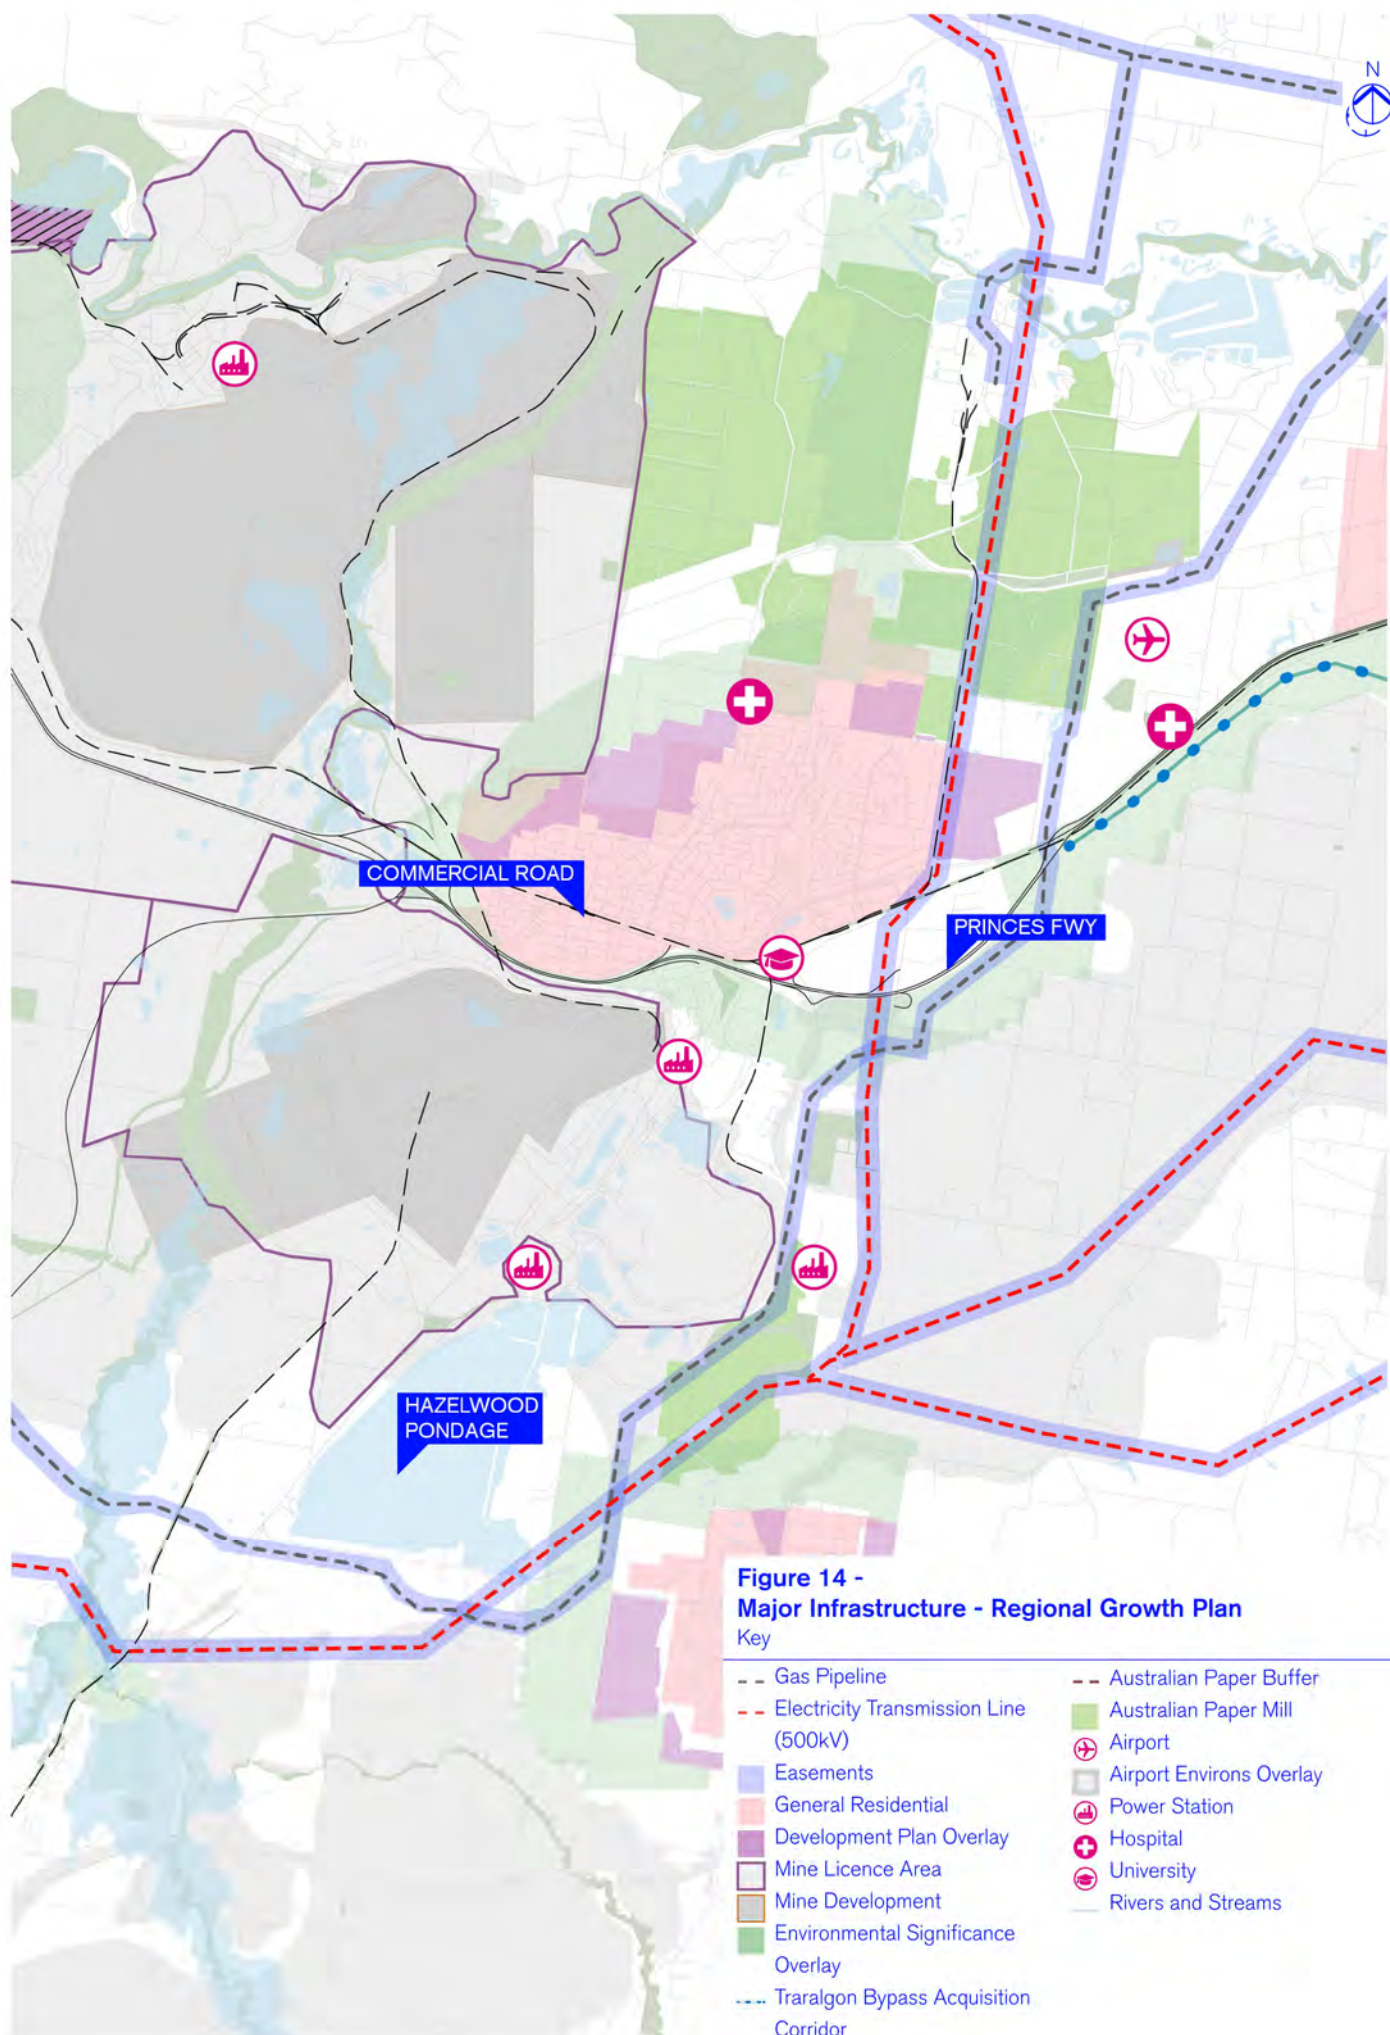 N
COMMERCIAL ROAD
PRINCES FWY
HAZELWOOD
PONDAGE
Figure 14 -
Major Infrastructure - Regional Growth Plan
Key
Gas Pipeline
Electricity Transmission Line
(500kV)
Easements
General Residential
Development Plan Overlay
Mine Licence Area
Mine Development
Environmental Significance
Overlay
Traralgon Bypass Acquisition
Corridor
Australian Paper Buffer
Australian Paper Mill
Airport
Airport Environs Overlay
Power Station
Hospital
University
Rivers and Streams